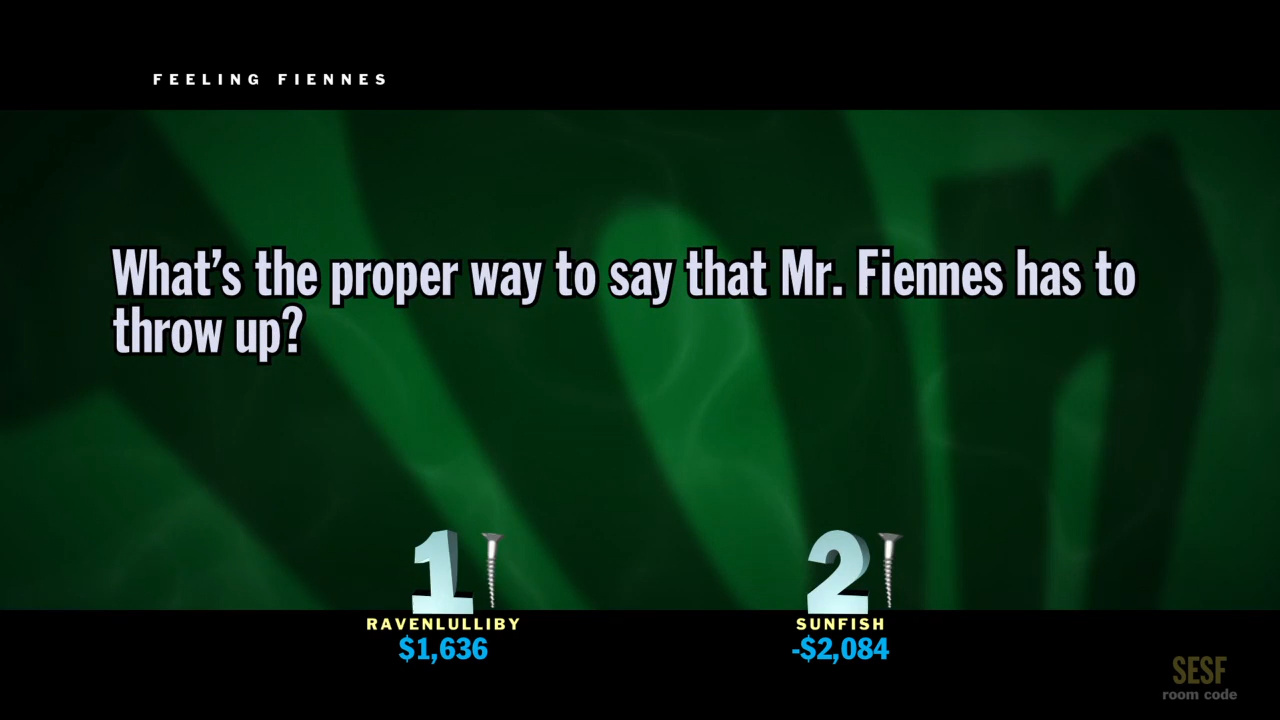 FEELING FIENNES
What's the proper way to say that Mr. Fiennes has to
throw up?
1
2
RAVENLULLIBY
SUNFISH
$1,636
-$2,084
SESF
room code